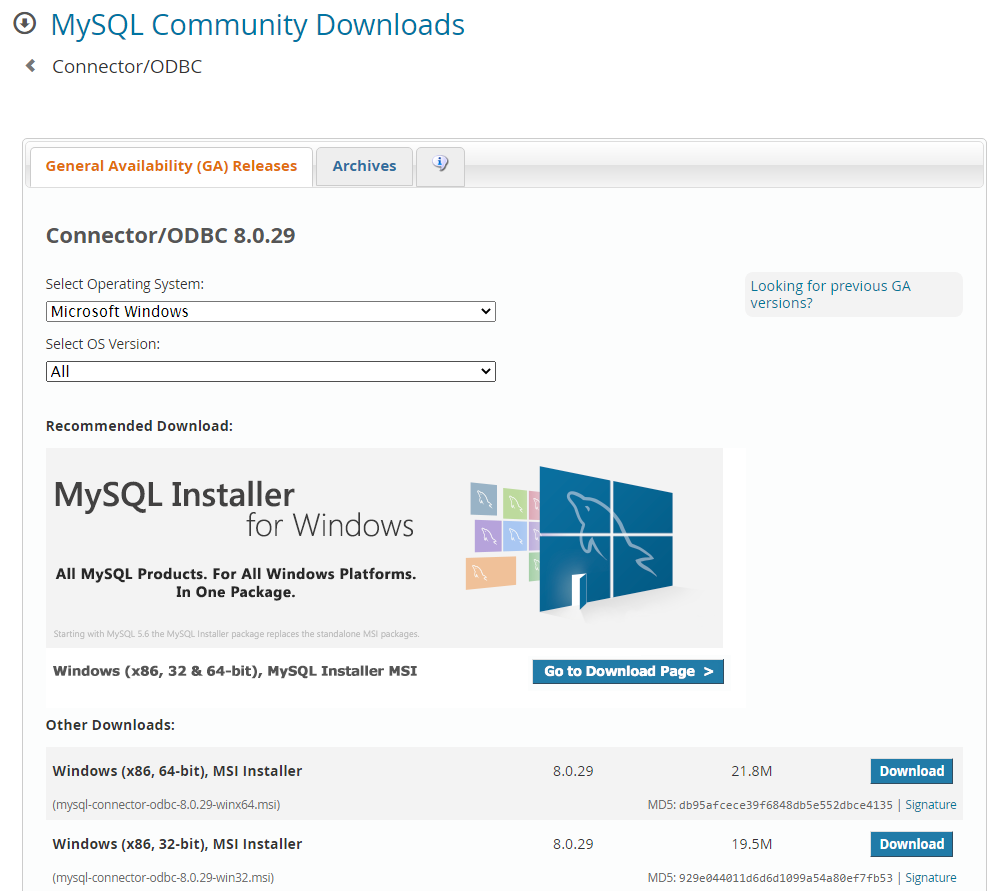 MySQL Community Downloads
Connector/ODBC
General Availability (GA) Releases
Archives
Connector/ODBC 8.0.29
Select Operating System:
Microsoft Windows
Looking for previous GA
versions?
Select OS Version:
All
Recommended Download:
MySQL Installer
for Windows
All MySQL Products. For All Windows Platforms.
In One Package.
Starting with MySQL 5.6 the MySQL Installer package replaces the standalone MSI packages.
Windows (x86, 32 & 64-bit), MySQL Installer MSI
Go to Download Page >
Other Downloads:
Windows (x86, 64-bit), MSI Installer 8.0.29 21.8M Download
(mysql-connector-odbc-8.0.29-winx64.msi) MD5: db95afcece39f6848db5e552dbce4135 | Signature
Windows (x86, 32-bit), MSI Installer 8.0.29 19.5M Download
(mysql-connector-odbc-8.0.29-win32.msi) MD5: 929e044011d6d6d1099a54a80ef7fb53 | Signature